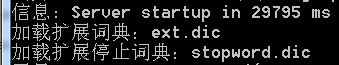 信息: Server startup in 29795 ms
加载扩展词典：ext.dic
加载扩展停止词典：stopword.dic